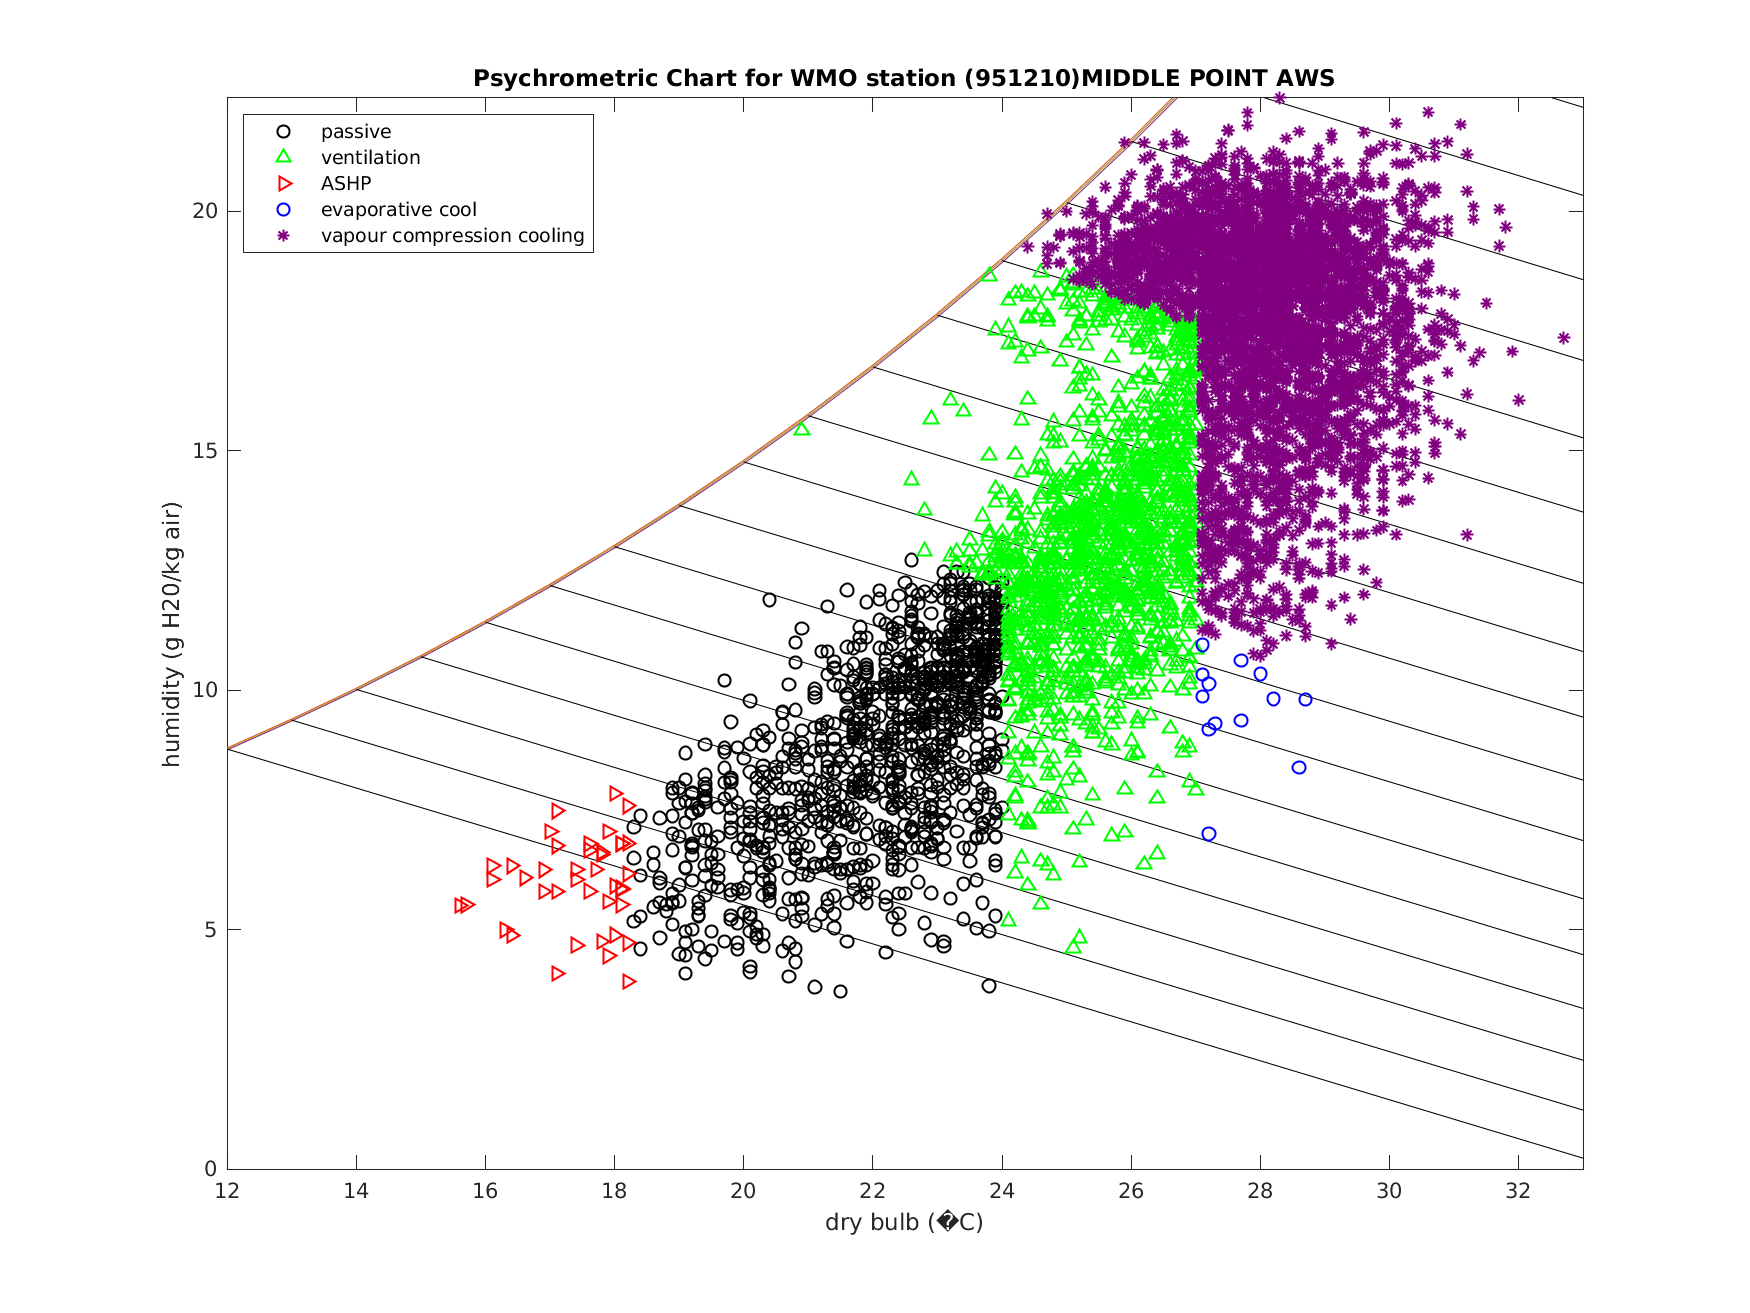 Psychrometric Chart for WMO station (951210)MIDDLE POINT AWS
passive
ventilation
ASHP
evaporative cool
vapour compression cooling
humidity (g H20/kg air)
20
15
10
5
0
12 14 16 18 20 22 24 26 28 30 32
dry bulb (�C)